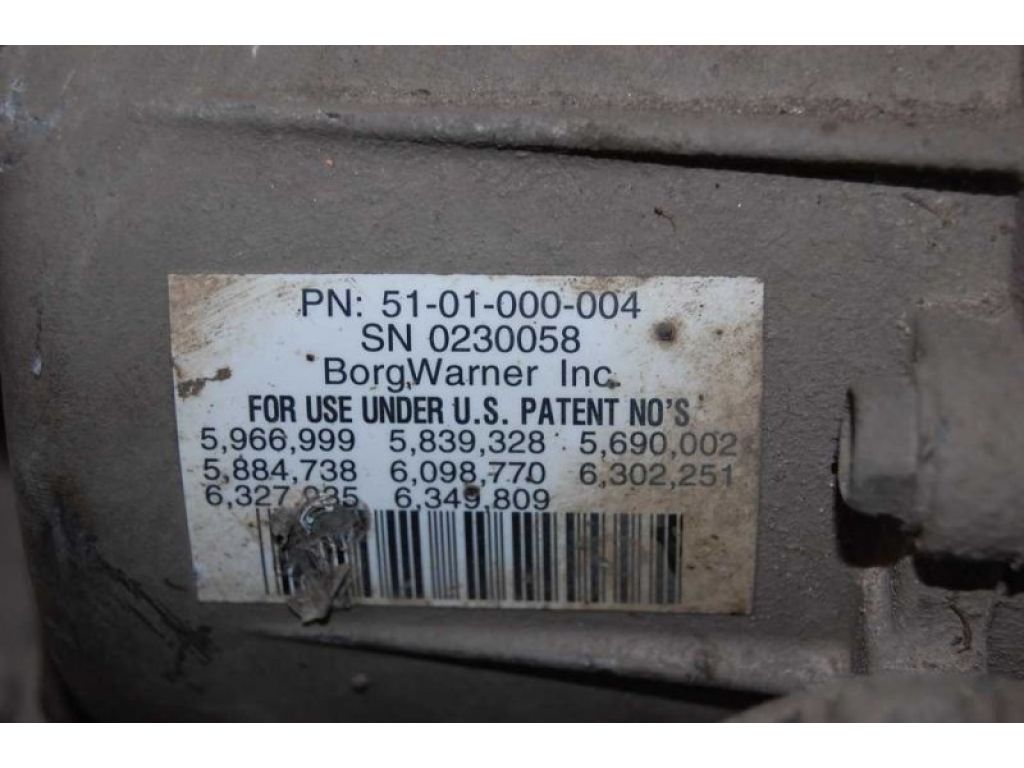 PN: 51-01-000-004
SN 0230058
BorgWarner Inc.
FOR USE UNDER U.S. PATENT NO'S
5,966,999 5,839,328 5,690,002
5,884,738 6,098,770 6,302,251
6,349,809